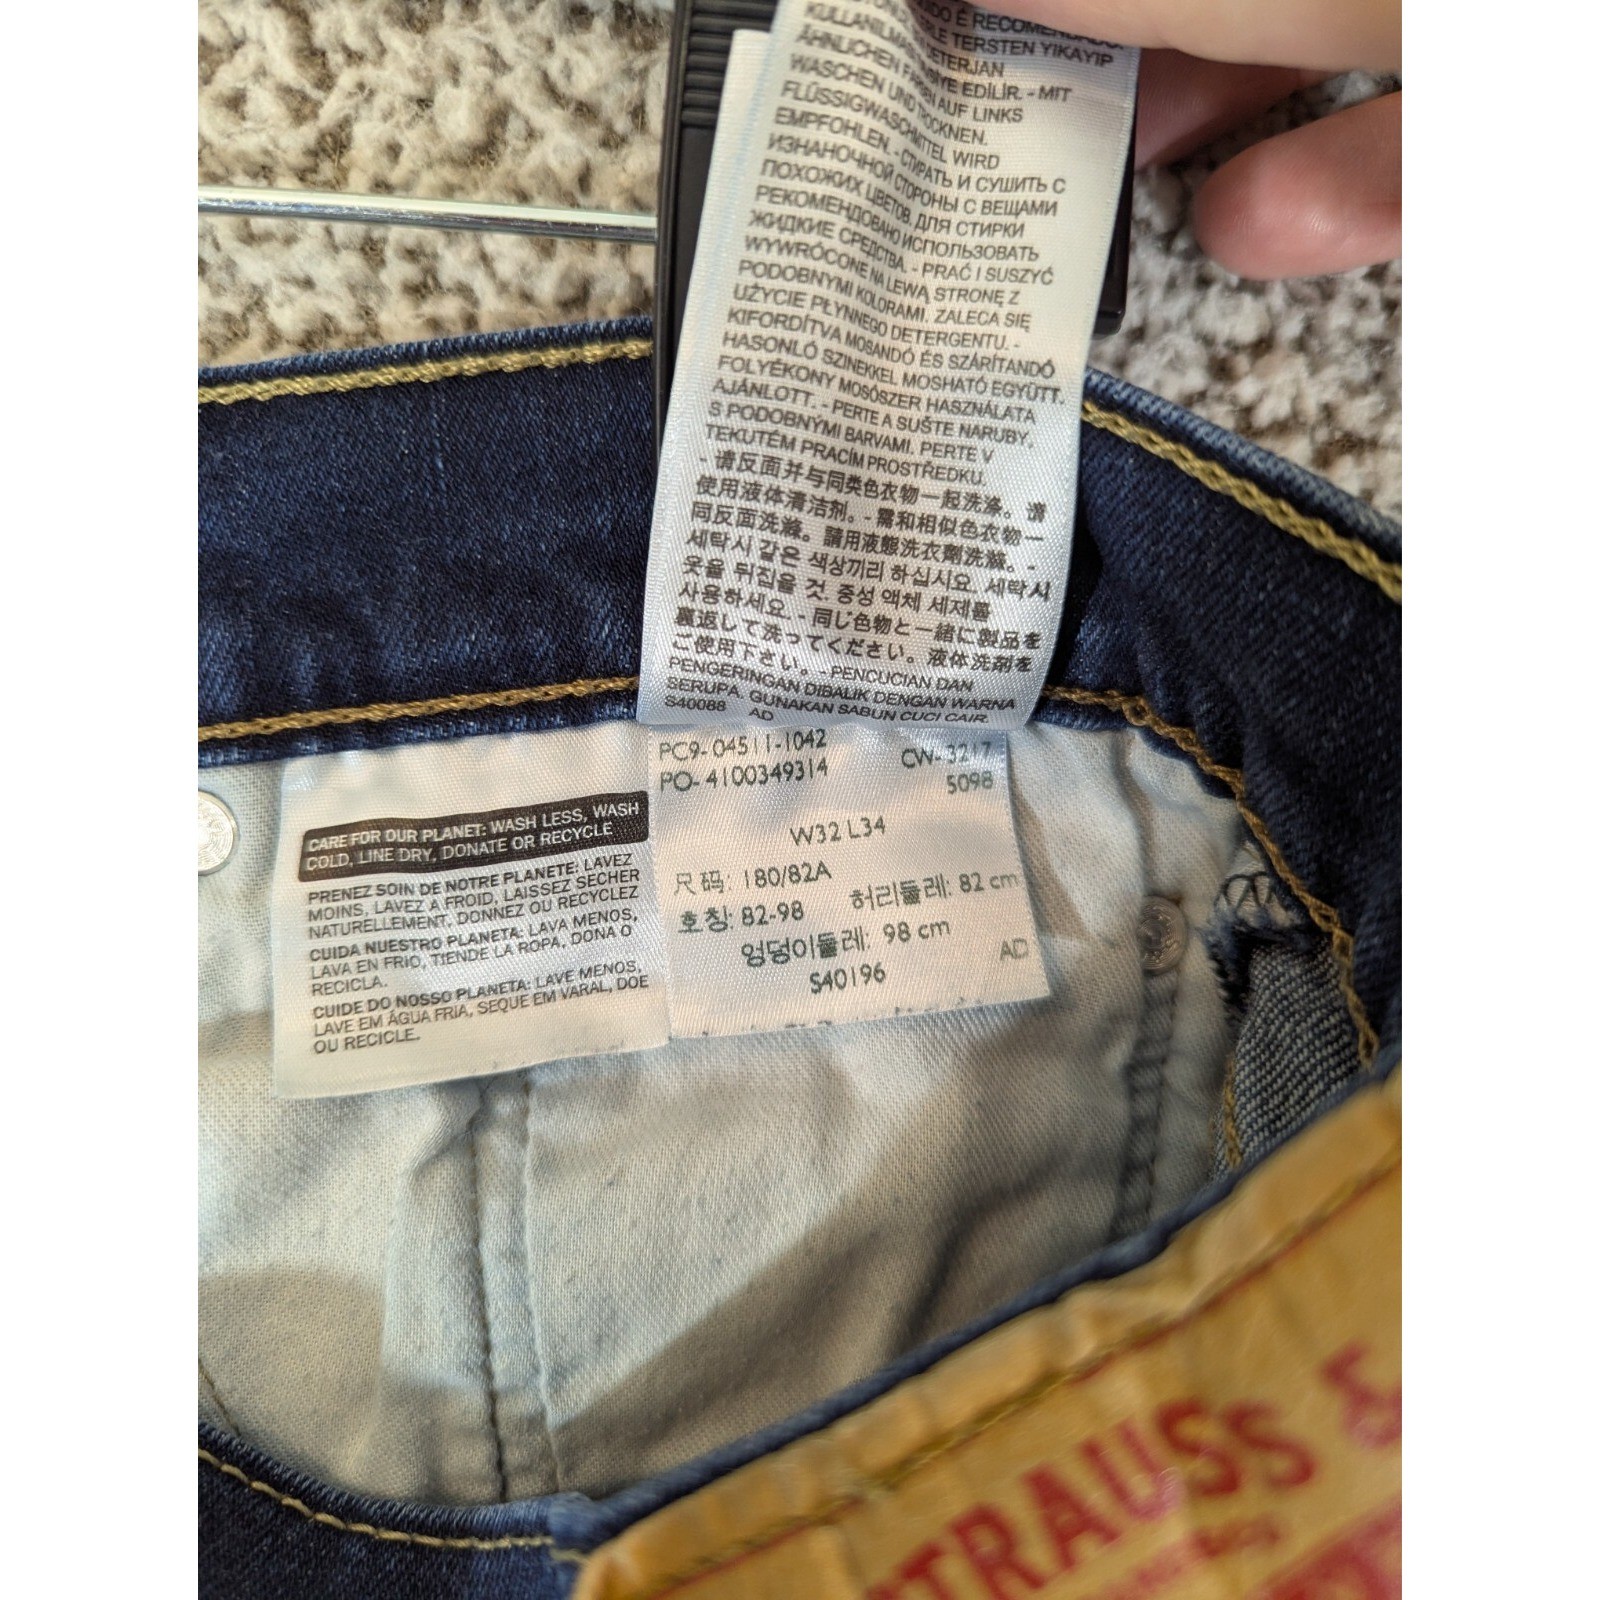 DO É RECOMENDADO.
KULLANILMASI
TERSTEN YIKAYIP
DETERJAN
ÄHNLICHEN FARBEN
EDİLİR. - MIT
WASCHEN UND
AUF LINKS
TROCKNEN.
FLÜSSIGWASCHMITTEL WIRD
EMPFOHLEN. - СТИРАТЬ И СУШИТЬ С
ИЗНАНОЧНОЙ СТОРОНЫ С ВЕЩАМИ
ПОХОЖИХ ЦВЕТОВ. ДЛЯ СТИРКИ
РЕКОМЕНДОВАНО ИСПОЛЬЗОВАТЬ
ЖИДКИЕ СРЕДСТВА. - PRAĆ I SUSZYĆ
WYWRÓCONE NA LEWĄ STRONĘ Z
PODOBNYMI KOLORAMI. ZALECA SIĘ
UŻYCIE PŁYNNEGO DETERGENTU. -
KIFORDÍTVA MOSANDÓ ÉS SZÁRÍTANDÓ
HASONLÓ SZINEKKEL MOSHATÓ EGYÜTT.
FOLYÉKONY MOSÓSZER HASZNÁLATA
AJÁNLOTT. - PERTE A SUŠTE NARUBY,
S PODOBNÝMI BARVAMI. PERTE V
TEKUTÉM PRACÍM PROSTŘEDKU.
- 请反面并与同类色衣物一起洗涤。请
使用液体清洁剂。- 需和相似色衣物一
同反面洗滌。請用液態洗衣劑洗滌。-
세탁시 같은 색상끼리 하십시요. 세탁시
옷을 뒤집을 것. 중성 액체 세제를
사용하세요. - 同じ色物と一緒に製品を
裏返して洗ってください。液体洗剤を
ご使用下さい。- PENCUCIAN DAN
PENGERINGAN DIBALIK DENGAN WARNA
SERUPA. GUNAKAN SABUN CUCI CAIR.
S40088 AD
PC9-04511-1042
PO-4100349314
CW-3217
5098
W32 L34
尺码: 180/82A
호칭: 82-98 허리둘레: 82 cm
엉덩이둘레: 98 cm
S40196 AD
CARE FOR OUR PLANET: WASH LESS, WASH
COLD, LINE DRY, DONATE OR RECYCLE
PRENEZ SOIN DE NOTRE PLANETE: LAVEZ
MOINS, LAVEZ A FROID, LAISSEZ SECHER
NATURELLEMENT, DONNEZ OU RECYCLEZ
CUIDA NUESTRO PLANETA: LAVA MENOS,
LAVA EN FRIO, TIENDE LA ROPA, DONA O
RECICLA.
CUIDE DO NOSSO PLANETA: LAVE MENOS,
LAVE EM ÁGUA FRIA, SEQUE EM VARAL, DOE
OU RECICLE.
STRAUSS &